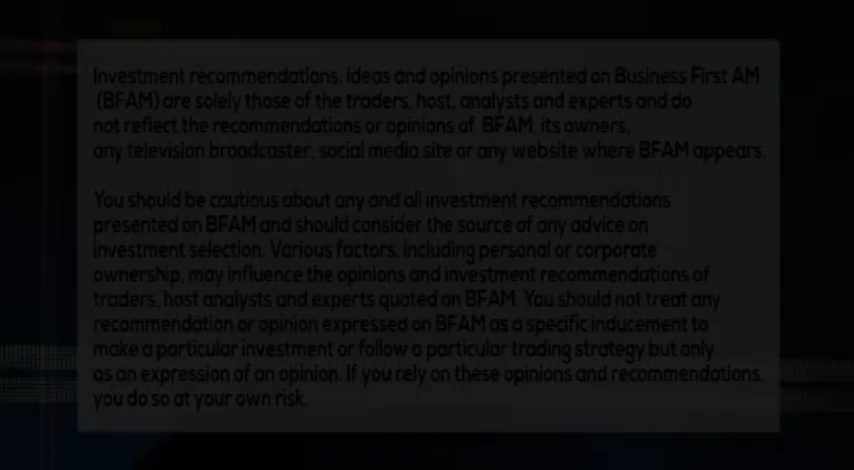 Investment recommendations, ideas and opinions presented on Business First AM
(BFAM) are solely those of the traders, host, analysts and experts and do
not reflect the recommendations or opinions of BFAM, its owners,
any television broadcaster, social media site or any website where BFAM appears.
You should be cautious about any and all investment recommendations
presented on BFAM and should consider the source of any advice on
investment selection. Various factors, including personal or corporate
ownership, may influence the opinions and investment recommendations of
traders, host analysts and experts quoted on BFAM. You should not treat any
recommendation or opinion expressed on BFAM as a specific inducement to
make a particular investment or follow a particular trading strategy but only
as an expression of an opinion. If you rely on these opinions and recommendations,
you do so at your own risk.